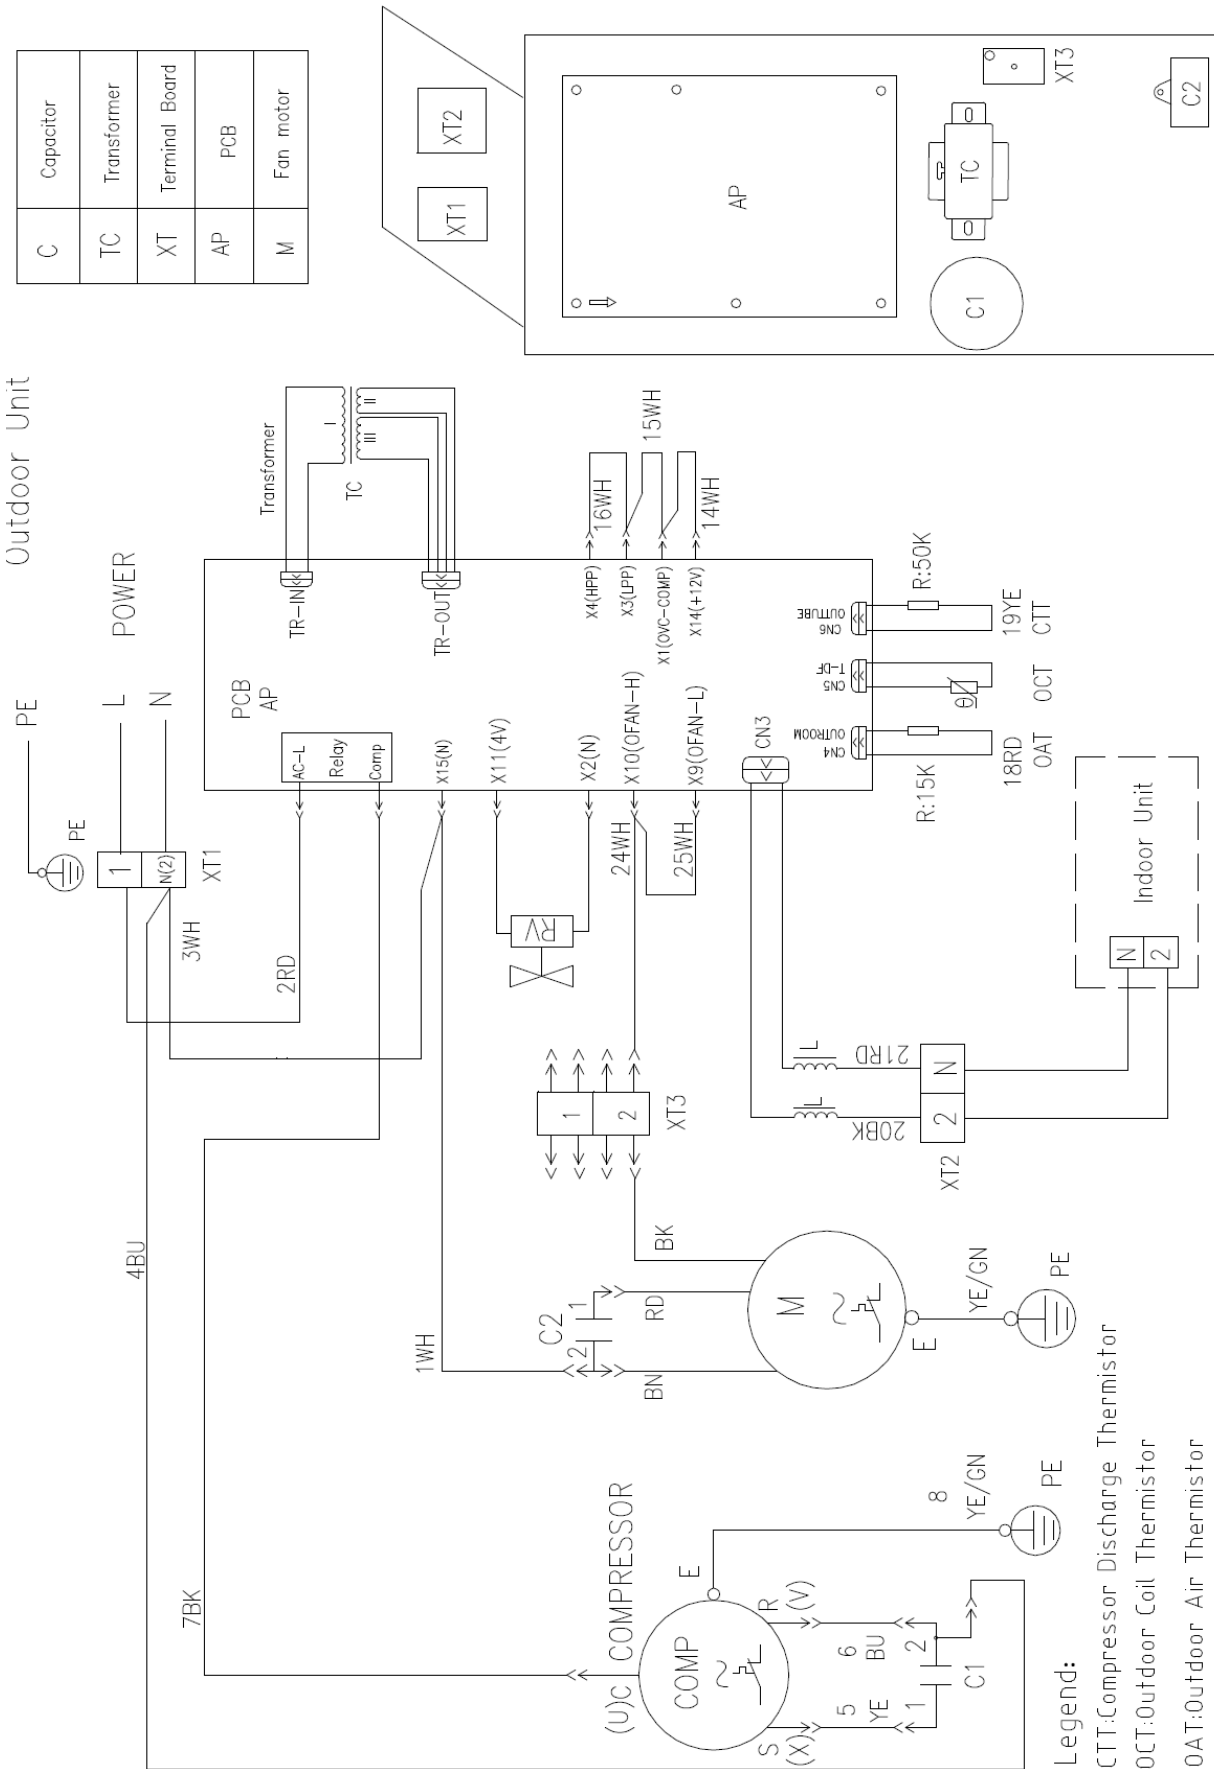 Outdoor Unit
C Capacitor
TC Transformer
XT Terminal Board
AP PCB
M Fan motor
XT1
XT2
AP
C1
TC
XT3
C2
POWER
PE
L
N
PE
1
N(2)
XT1
3WH
2RD
4BU
7BK
1WH
PCB
AP
AC-L
Relay
Comp
TR-IN
TR-OUT
Transformer
TC
I
II
III
X15(N)
X11(4V)
X2(N)
X10(OFAN-H)
X9(OFAN-L)
X4(HPP)
X3(LPP)
X1(OVC-COMP)
X14(+12V)
16WH
15WH
14WH
24WH
25WH
RV
CN3
CN4
OUTROOM
CN5
T-DF
CN6
OUTTUBE
R:15K
θ
R:50K
18RD
OAT
OCT
19YE
CTT
Indoor Unit
N
2
L
L
21RD
20BK
N
2
XT2
1
2
XT3
BK
C2
1
2
RD
BN
M
E
YE/GN
PE
COMPRESSOR
(U)C
COMP
E
R
(V)
S
(X)
6
BU
5
YE
2
1
C1
8
YE/GN
PE
Legend:
CTT:Compressor Discharge Thermistor
OCT:Outdoor Coil Thermistor
OAT:Outdoor Air Thermistor